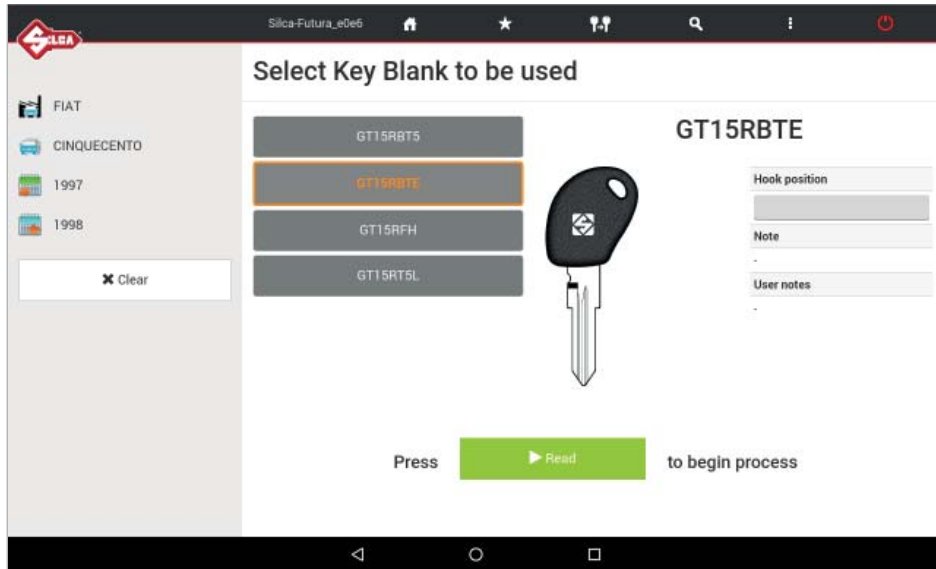 Silca-Futura_e0e6
SILCA
Select Key Blank to be used
FIAT
CINQUECENTO
1997
1998
✖ Clear
GT15RBT5
GT15RBTE
GT15RFH
GT15RT5L
GT15RBTE
Hook position
Note
-
User notes
-
Press ▶ Read to begin process